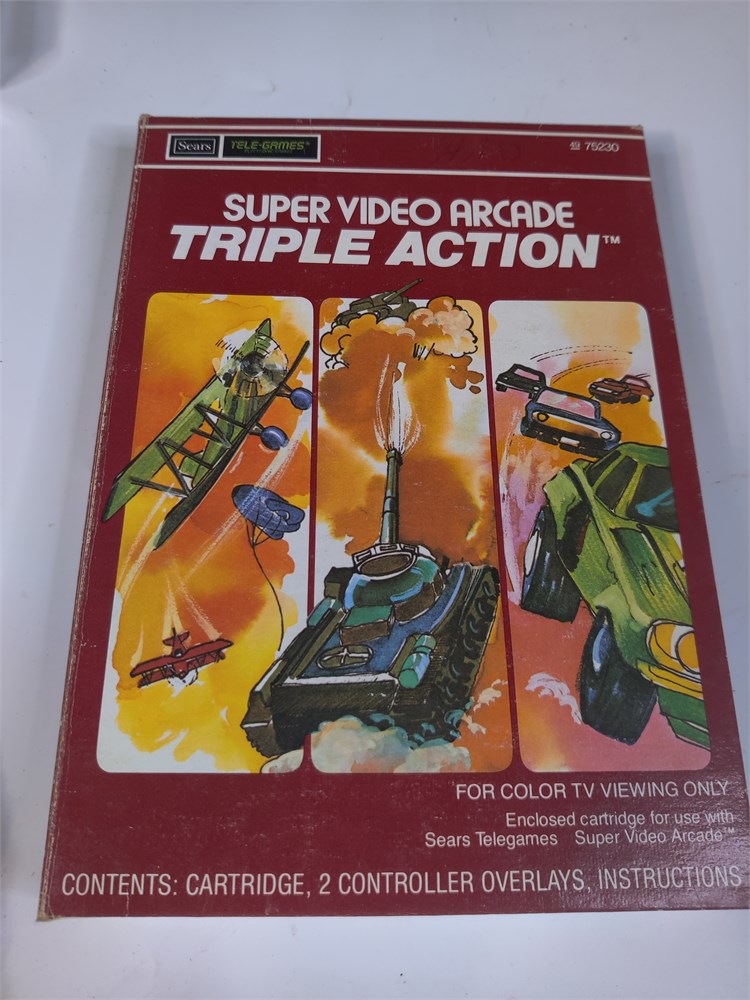 Sears TELE-GAMES® 49 75230
SUPER VIDEO ARCADE
TRIPLE ACTION™
FOR COLOR TV VIEWING ONLY
Enclosed cartridge for use with
Sears Telegames Super Video Arcade™
CONTENTS: CARTRIDGE, 2 CONTROLLER OVERLAYS, INSTRUCTIONS